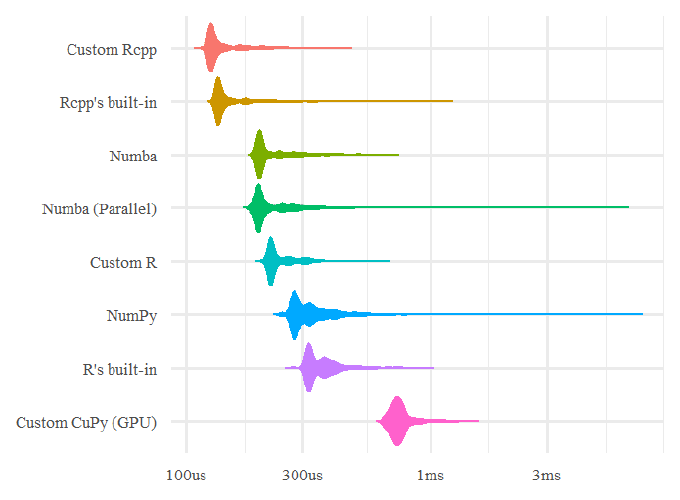 Custom Rcpp
Rcpp's built-in
Numba
Numba (Parallel)
Custom R
NumPy
R's built-in
Custom CuPy (GPU)
100us 300us 1ms 3ms